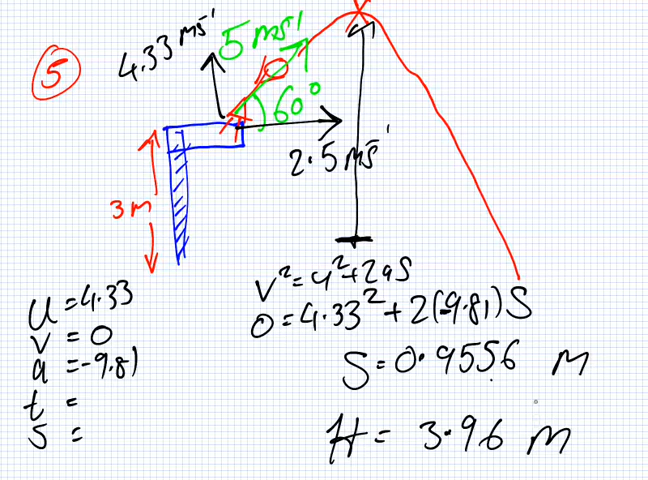 5
4.33 ms⁻¹
5 ms⁻¹
60°
2.5 ms⁻¹
3m
U = 4.33
V = 0
a = -9.81
t =
S =
V² = u² + 2as
0 = 4.33² + 2(-9.81) S
S = 0.9556 m
H = 3.96 m